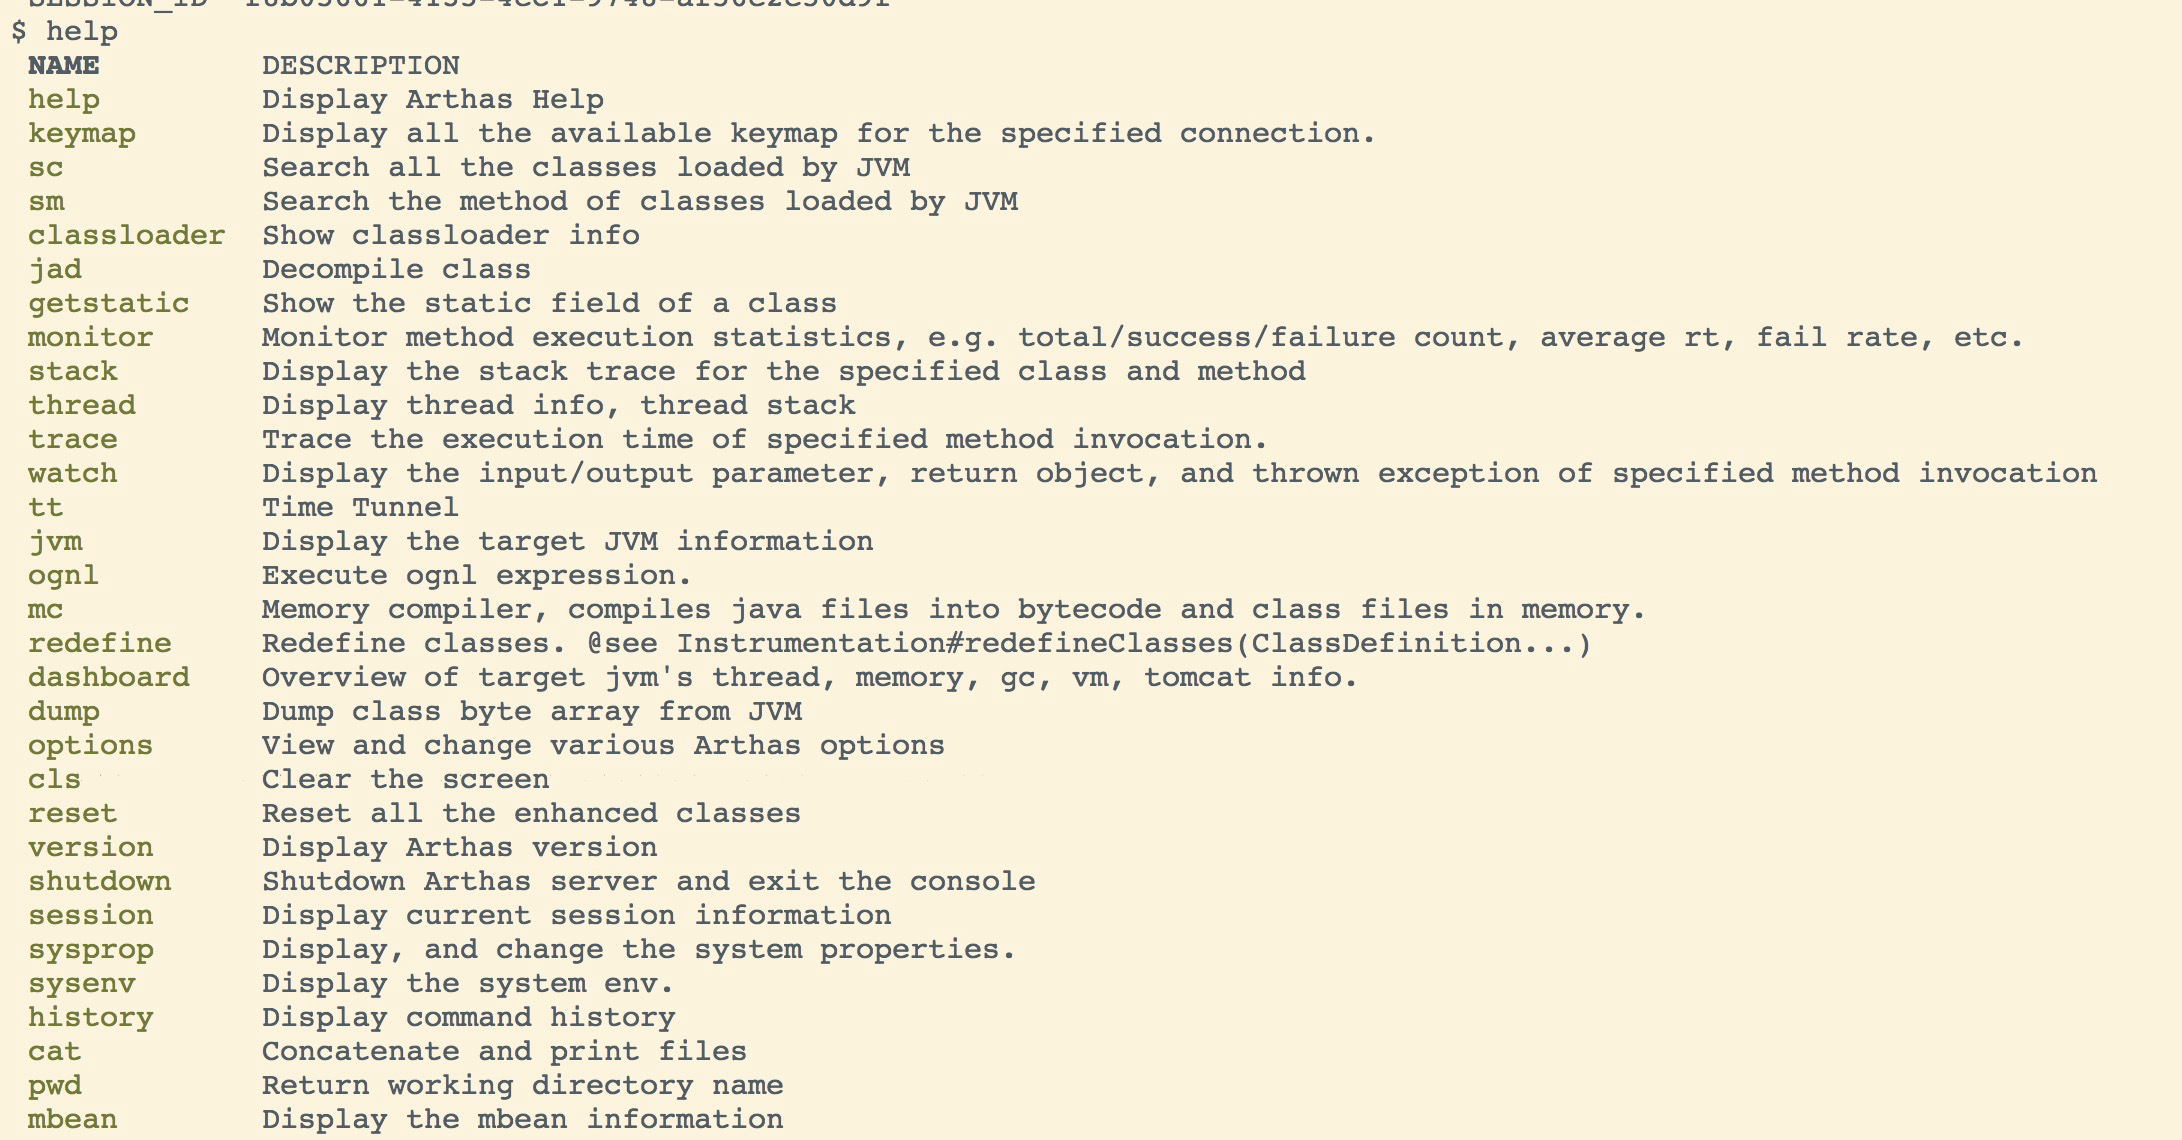 $ help
NAME DESCRIPTION
help Display Arthas Help
keymap Display all the available keymap for the specified connection.
sc Search all the classes loaded by JVM
sm Search the method of classes loaded by JVM
classloader Show classloader info
jad Decompile class
getstatic Show the static field of a class
monitor Monitor method execution statistics, e.g. total/success/failure count, average rt, fail rate, etc.
stack Display the stack trace for the specified class and method
thread Display thread info, thread stack
trace Trace the execution time of specified method invocation.
watch Display the input/output parameter, return object, and thrown exception of specified method invocation
tt Time Tunnel
jvm Display the target JVM information
ognl Execute ognl expression.
mc Memory compiler, compiles java files into bytecode and class files in memory.
redefine Redefine classes. @see Instrumentation#redefineClasses(ClassDefinition...)
dashboard Overview of target jvm's thread, memory, gc, vm, tomcat info.
dump Dump class byte array from JVM
options View and change various Arthas options
cls Clear the screen
reset Reset all the enhanced classes
version Display Arthas version
shutdown Shutdown Arthas server and exit the console
session Display current session information
sysprop Display, and change the system properties.
sysenv Display the system env.
history Display command history
cat Concatenate and print files
pwd Return working directory name
mbean Display the mbean information